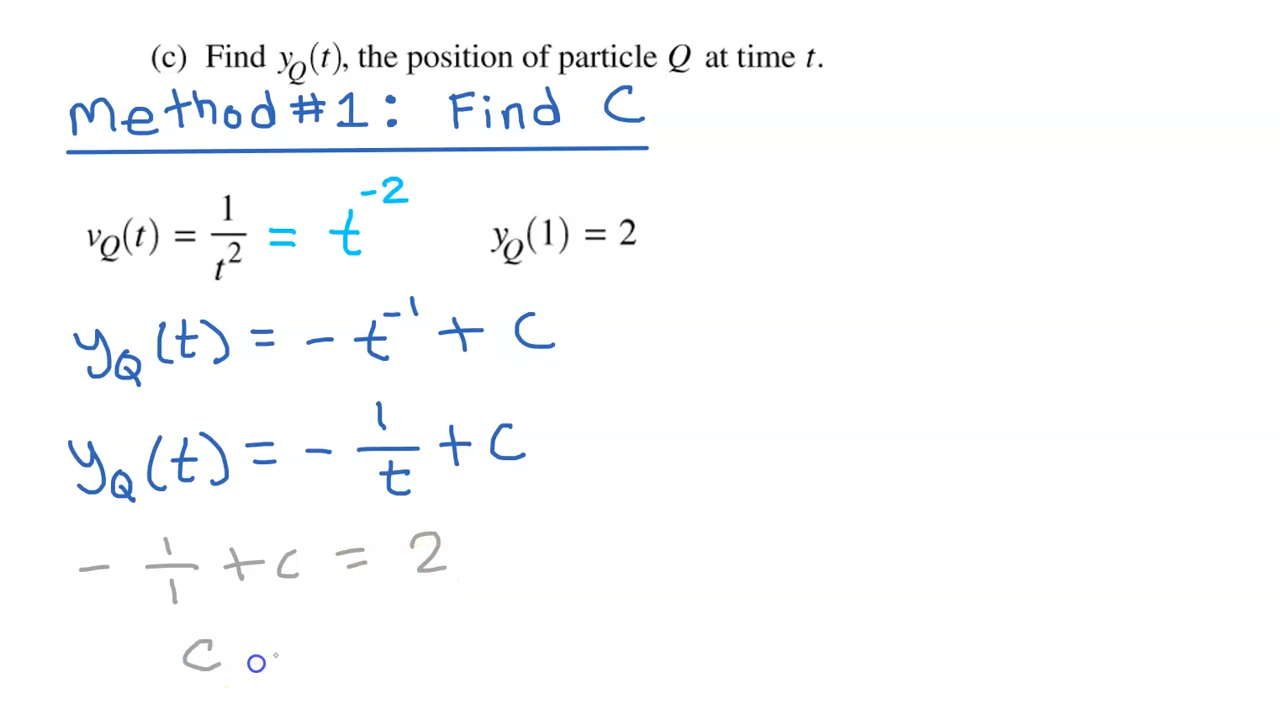 (c) Find y_Q(t), the position of particle Q at time t.
Method #1: Find C
v_Q(t) = 1/t² = t⁻² y_Q(1) = 2
y_Q(t) = - t⁻¹ + C
y_Q(t) = - 1/t + C
- 1/1 + C = 2
C